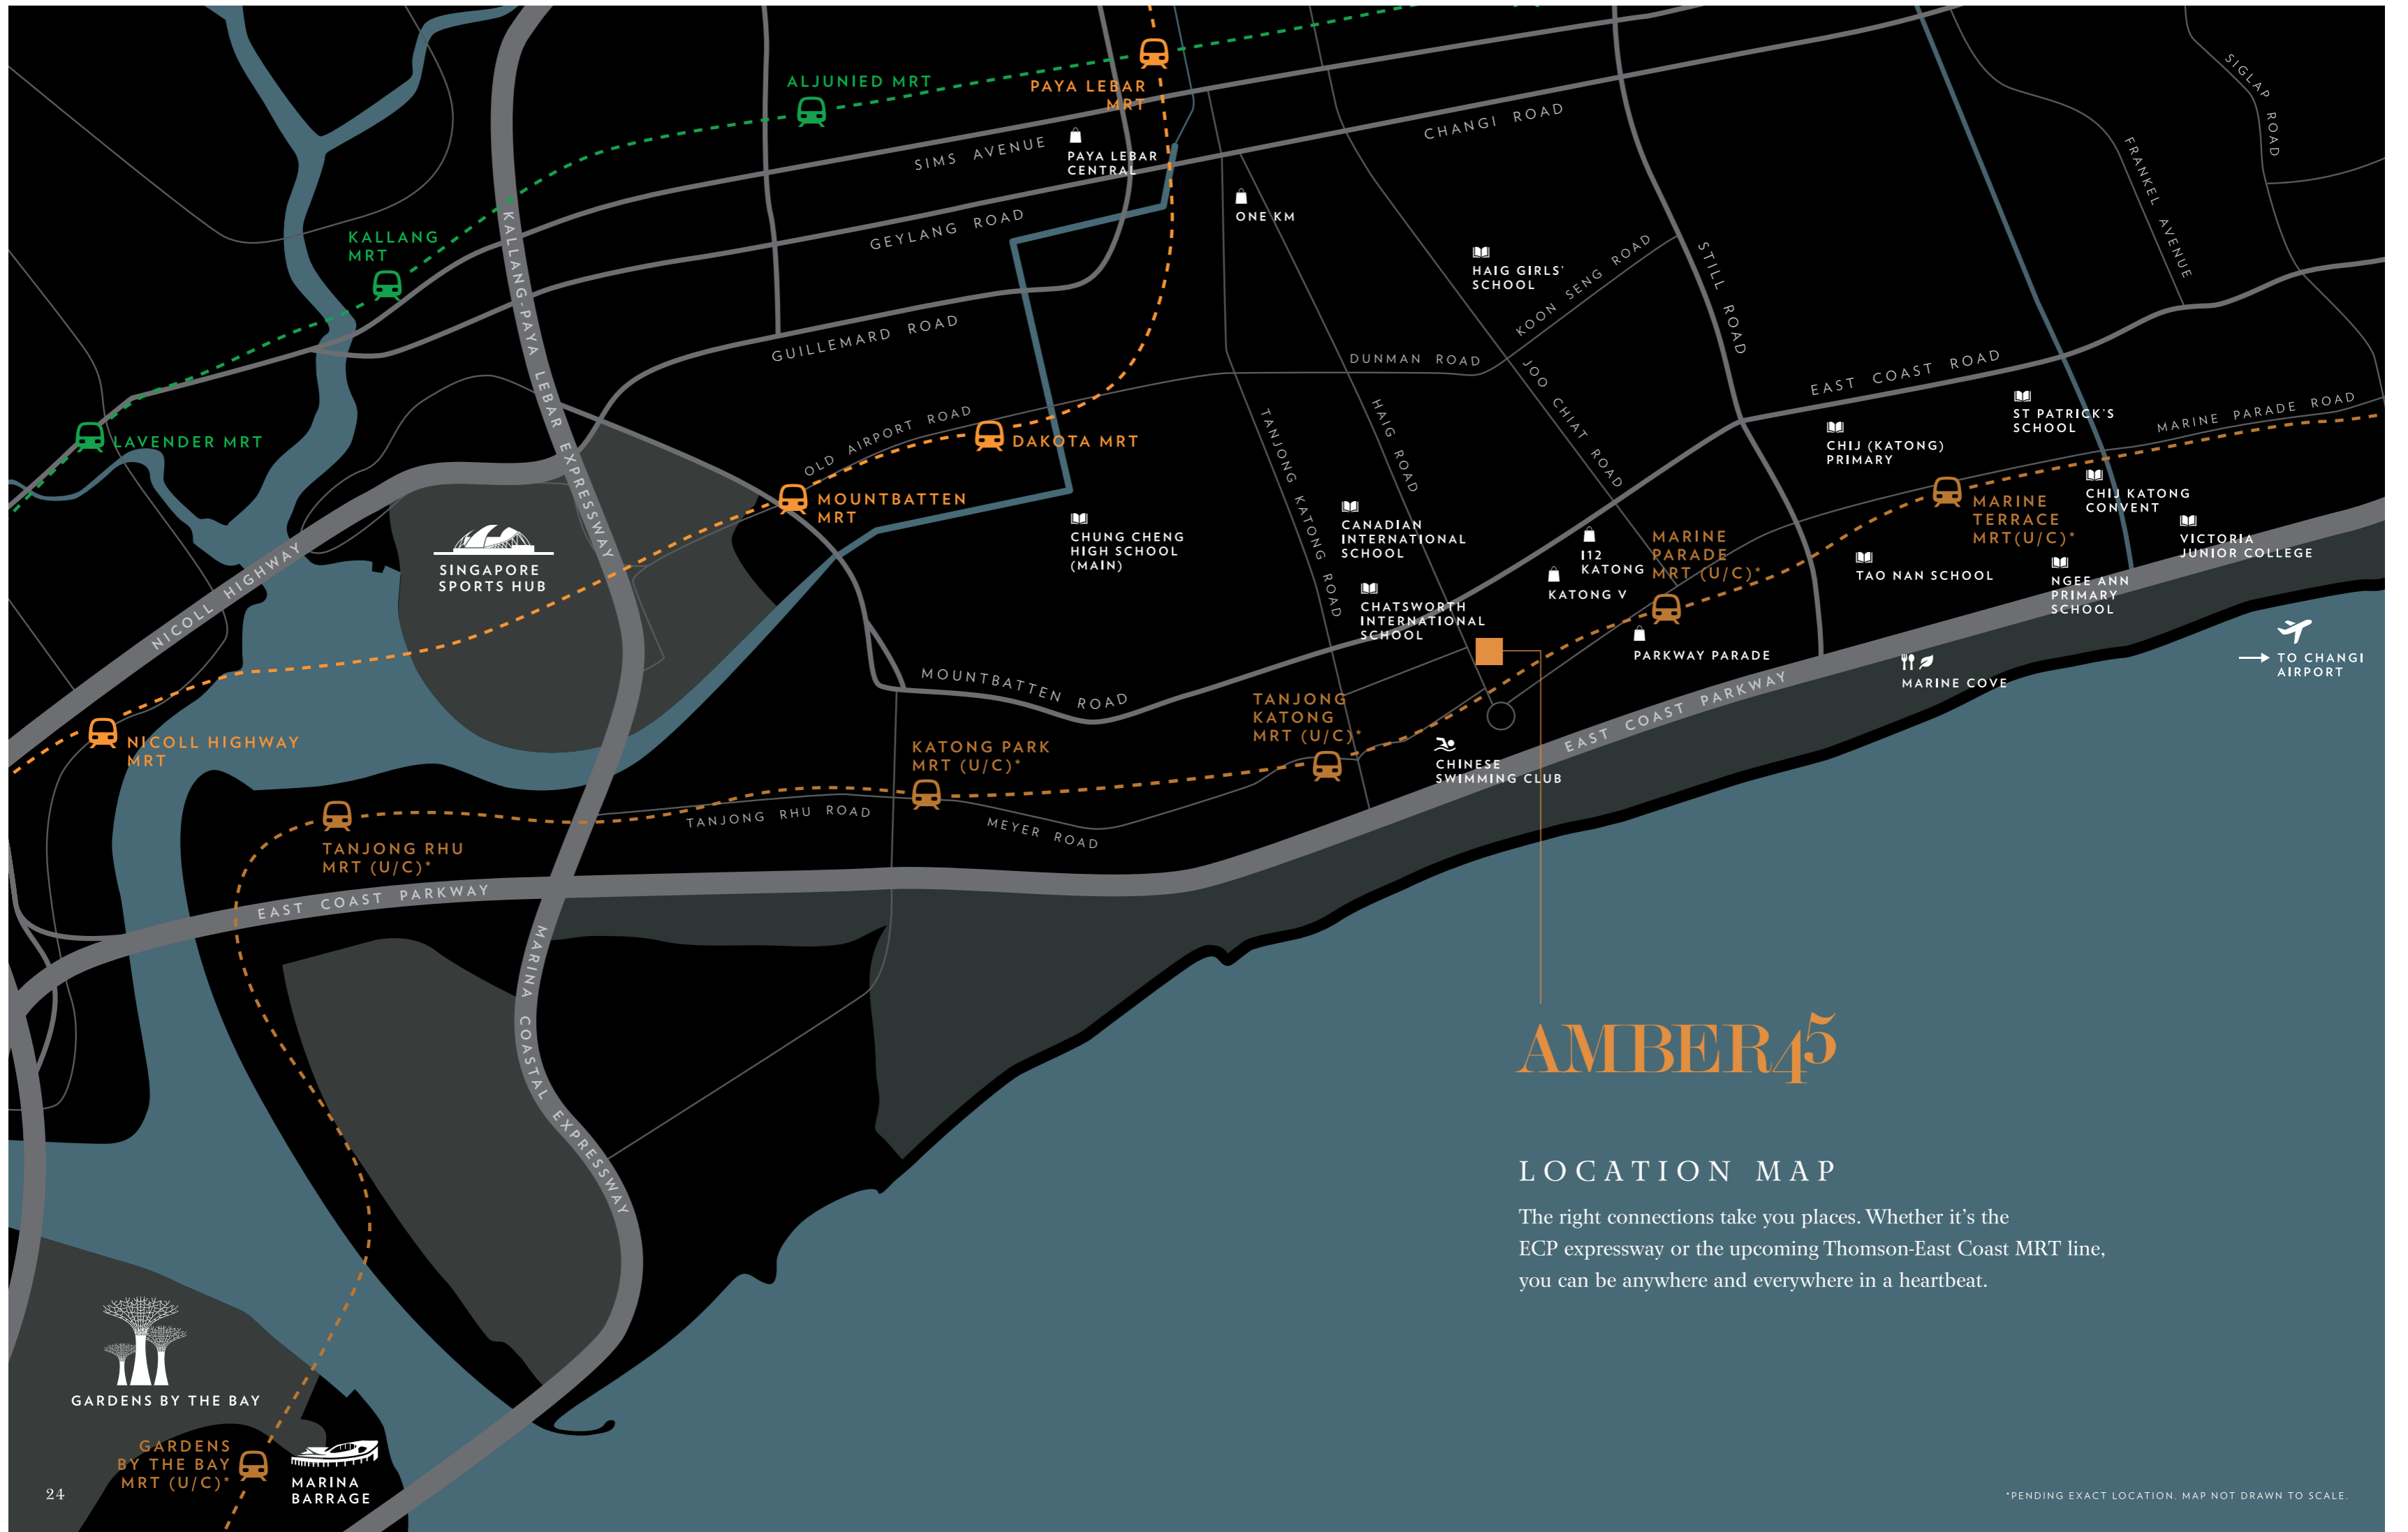 ALJUNIED MRT
PAYA LEBAR
MRT
SIMS AVENUE
PAYA LEBAR
CENTRAL
CHANGI ROAD
SIGLAP ROAD
FRANKEL AVENUE
KALLANG
MRT
KALLANG-PAYA LEBAR EXPRESSWAY
GEYLANG ROAD
ONE KM
HAIG GIRLS'
SCHOOL
KOON SENG ROAD
STILL ROAD
GUILLEMARD ROAD
DUNMAN ROAD
JOO CHIAT ROAD
EAST COAST ROAD
LAVENDER MRT
OLD AIRPORT ROAD
DAKOTA MRT
TANJONG KATONG ROAD
HAIG ROAD
ST PATRICK'S
SCHOOL
MARINE PARADE ROAD
CHIJ (KATONG)
PRIMARY
MOUNTBATTEN
MRT
CHUNG CHENG
HIGH SCHOOL
(MAIN)
CANADIAN
INTERNATIONAL
SCHOOL
I12
KATONG
KATONG V
MARINE
PARADE
MRT (U/C)*
MARINE
TERRACE
MRT(U/C)*
CHIJ KATONG
CONVENT
VICTORIA
JUNIOR COLLEGE
TAO NAN SCHOOL
NGEE ANN
PRIMARY
SCHOOL
SINGAPORE
SPORTS HUB
NICOLL HIGHWAY
CHATSWORTH
INTERNATIONAL
SCHOOL
PARKWAY PARADE
TO CHANGI
AIRPORT
MARINE COVE
MOUNTBATTEN ROAD
EAST COAST PARKWAY
TANJONG
KATONG
MRT (U/C)*
NICOLL HIGHWAY
MRT
KATONG PARK
MRT (U/C)*
CHINESE
SWIMMING CLUB
TANJONG RHU ROAD
MEYER ROAD
TANJONG RHU
MRT (U/C)*
EAST COAST PARKWAY
MARINA COASTAL EXPRESSWAY
AMBER45
LOCATION MAP
The right connections take you places. Whether it's the
ECP expressway or the upcoming Thomson-East Coast MRT line,
you can be anywhere and everywhere in a heartbeat.
GARDENS BY THE BAY
GARDENS
BY THE BAY
MRT (U/C)*
MARINA
BARRAGE
24
*PENDING EXACT LOCATION. MAP NOT DRAWN TO SCALE.